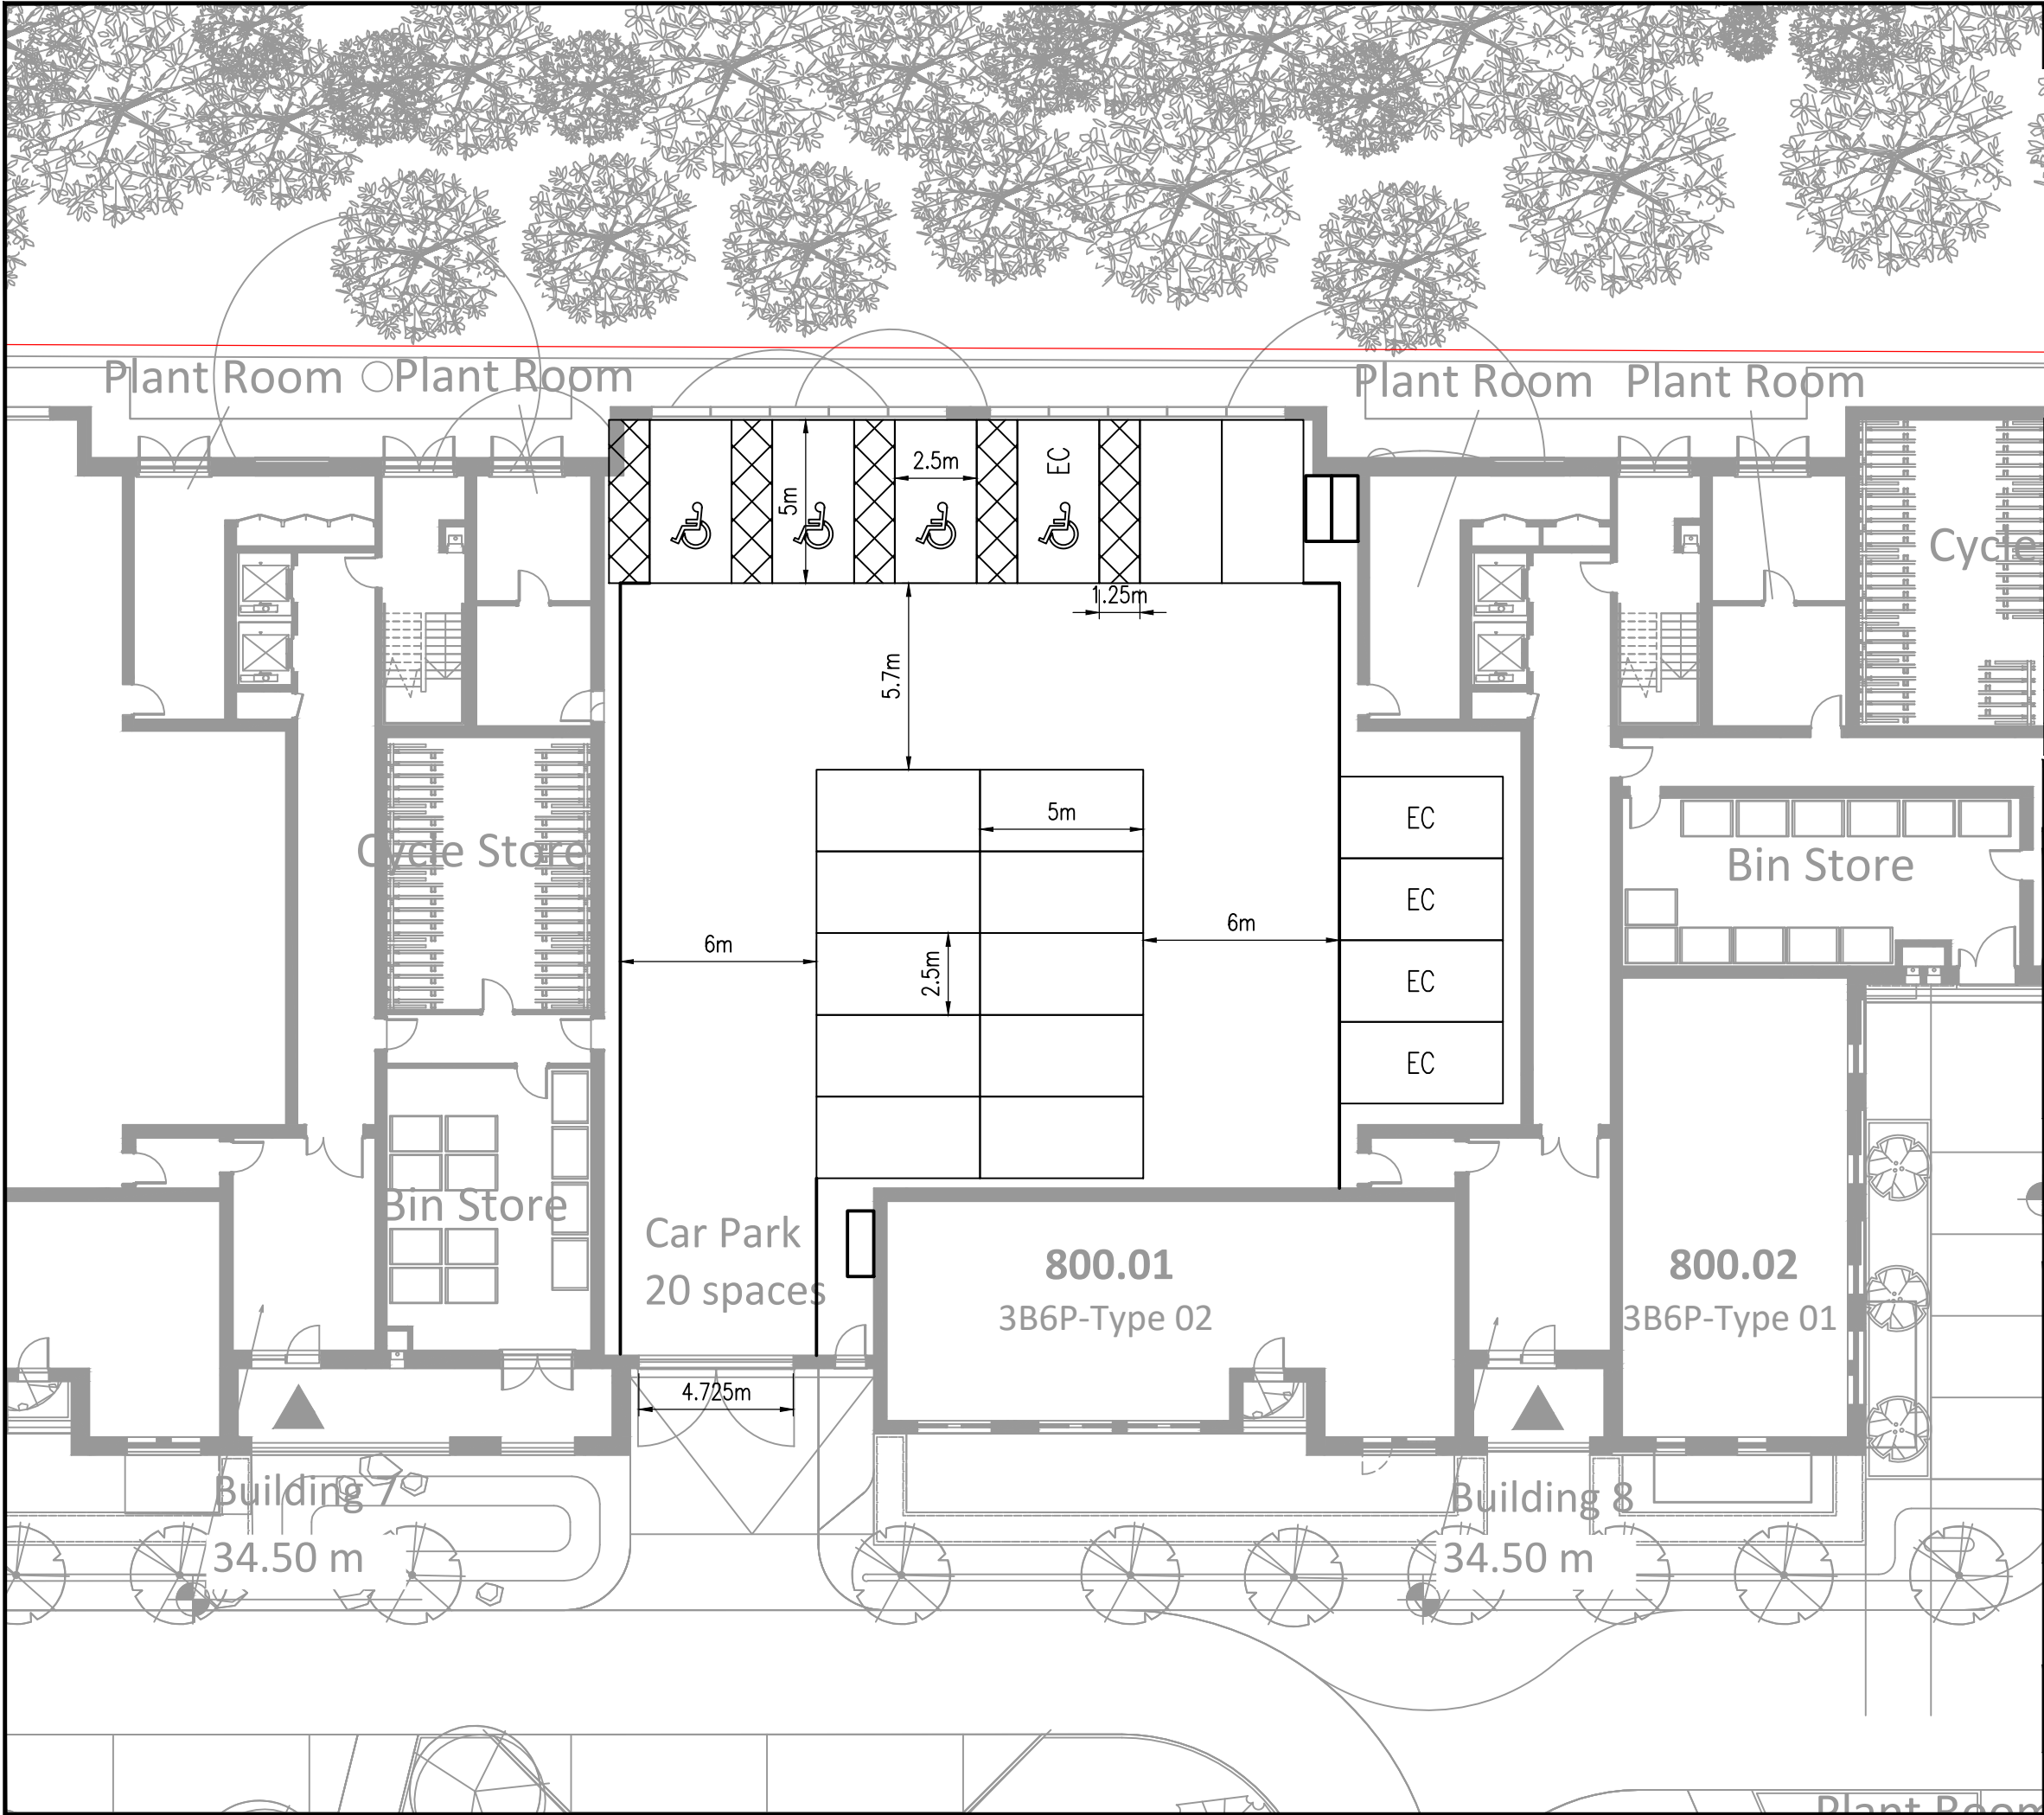 Plant Room
Plant Room
Plant Room
Plant Room
2.5m
EC
5m
Cycle
1.25m
5.7m
5m
EC
Cycle Store
Bin Store
EC
6m
6m
2.5m
EC
EC
Bin Store
Car Park
20 spaces
800.01
3B6P-Type 02
800.02
3B6P-Type 01
4.725m
Building 7
34.50 m
Building 8
34.50 m
Plant Room